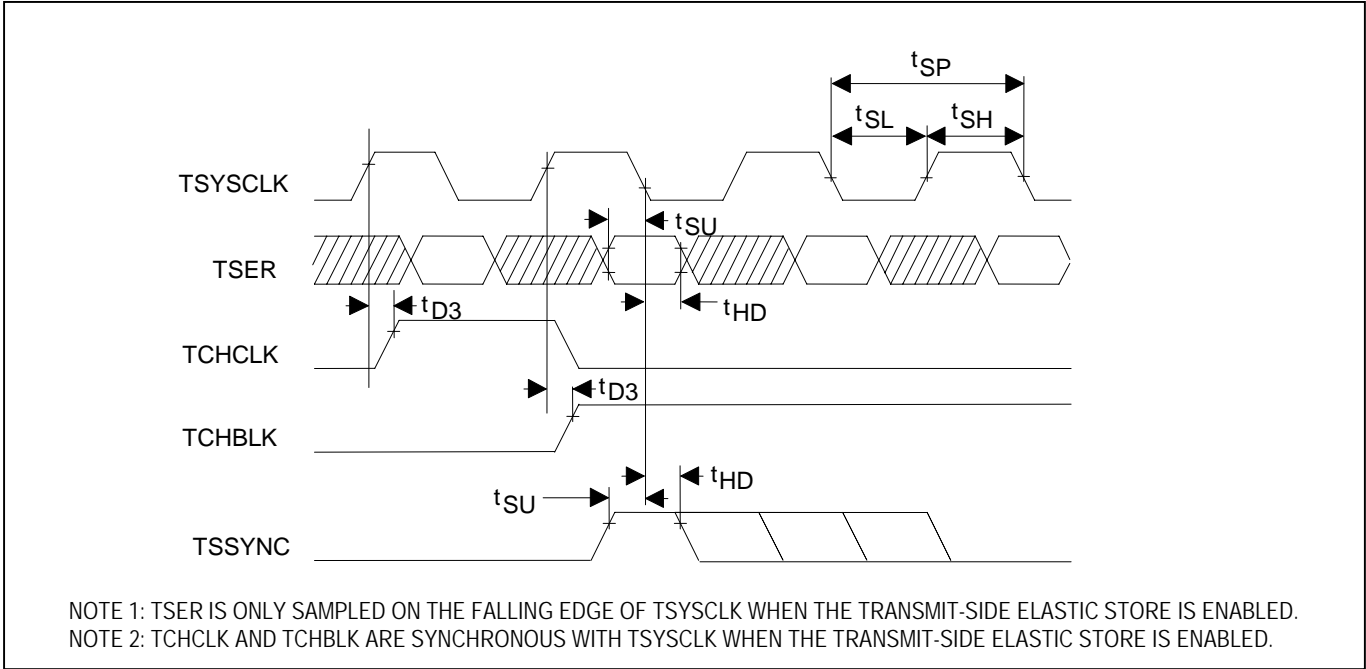 tSP
tSL tSH
TSYSCLK
tSU
TSER
tD3 tHD
TCHCLK
tD3
TCHBLK
tHD
tSU
TSSYNC
NOTE 1: TSER IS ONLY SAMPLED ON THE FALLING EDGE OF TSYSCLK WHEN THE TRANSMIT-SIDE ELASTIC STORE IS ENABLED.
NOTE 2: TCHCLK AND TCHBLK ARE SYNCHRONOUS WITH TSYSCLK WHEN THE TRANSMIT-SIDE ELASTIC STORE IS ENABLED.